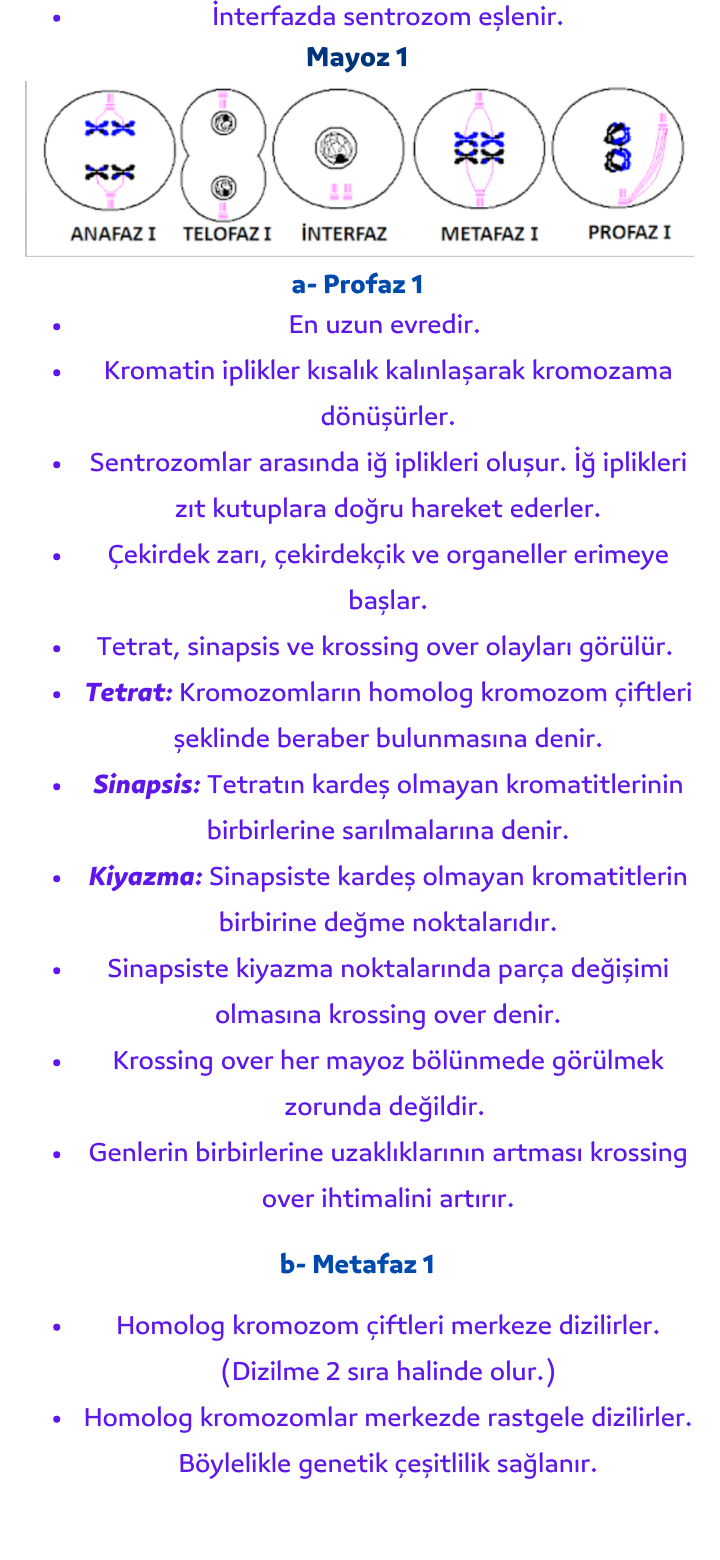 • İnterfazda sentrozom eşlenir.
Mayoz 1
ANAFAZ I TELOFAZ I İNTERFAZ METAFAZ I PROFAZ I
a- Profaz 1
• En uzun evredir.
• Kromatin iplikler kısalık kalınlaşarak kromozama
dönüşürler.
• Sentrozomlar arasında iğ iplikleri oluşur. İğ iplikleri
zıt kutuplara doğru hareket ederler.
• Çekirdek zarı, çekirdekçik ve organeller erimeye
başlar.
• Tetrat, sinapsis ve krossing over olayları görülür.
• Tetrat: Kromozomların homolog kromozom çiftleri
şeklinde beraber bulunmasına denir.
• Sinapsis: Tetratın kardeş olmayan kromatitlerinin
birbirlerine sarılmalarına denir.
• Kiyazma: Sinapsiste kardeş olmayan kromatitlerin
birbirine değme noktalarıdır.
• Sinapsiste kiyazma noktalarında parça değişimi
olmasına krossing over denir.
• Krossing over her mayoz bölünmede görülmek
zorunda değildir.
• Genlerin birbirlerine uzaklıklarının artması krossing
over ihtimalini artırır.
b- Metafaz 1
• Homolog kromozom çiftleri merkeze dizilirler.
(Dizilme 2 sıra halinde olur.)
• Homolog kromozomlar merkezde rastgele dizilirler.
Böylelikle genetik çeşitlilik sağlanır.